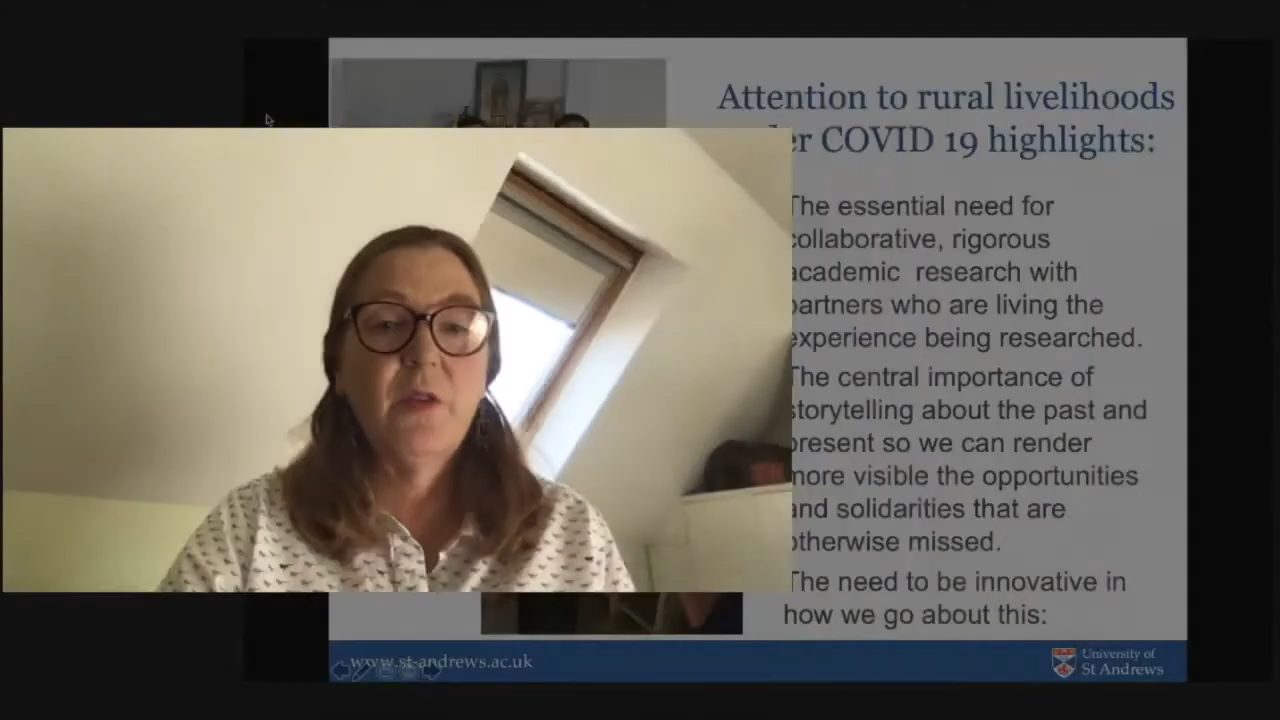 Attention to rural livelihoods
COVID 19 highlights:
The essential need for
collaborative, rigorous
academic research with
partners who are living the
experience being researched.
The central importance of
storytelling about the past and
present so we can render
more visible the opportunities
and solidarities that are
otherwise missed.
The need to be innovative in
how we go about this:
www.st-andrews.ac.uk
University of
St Andrews